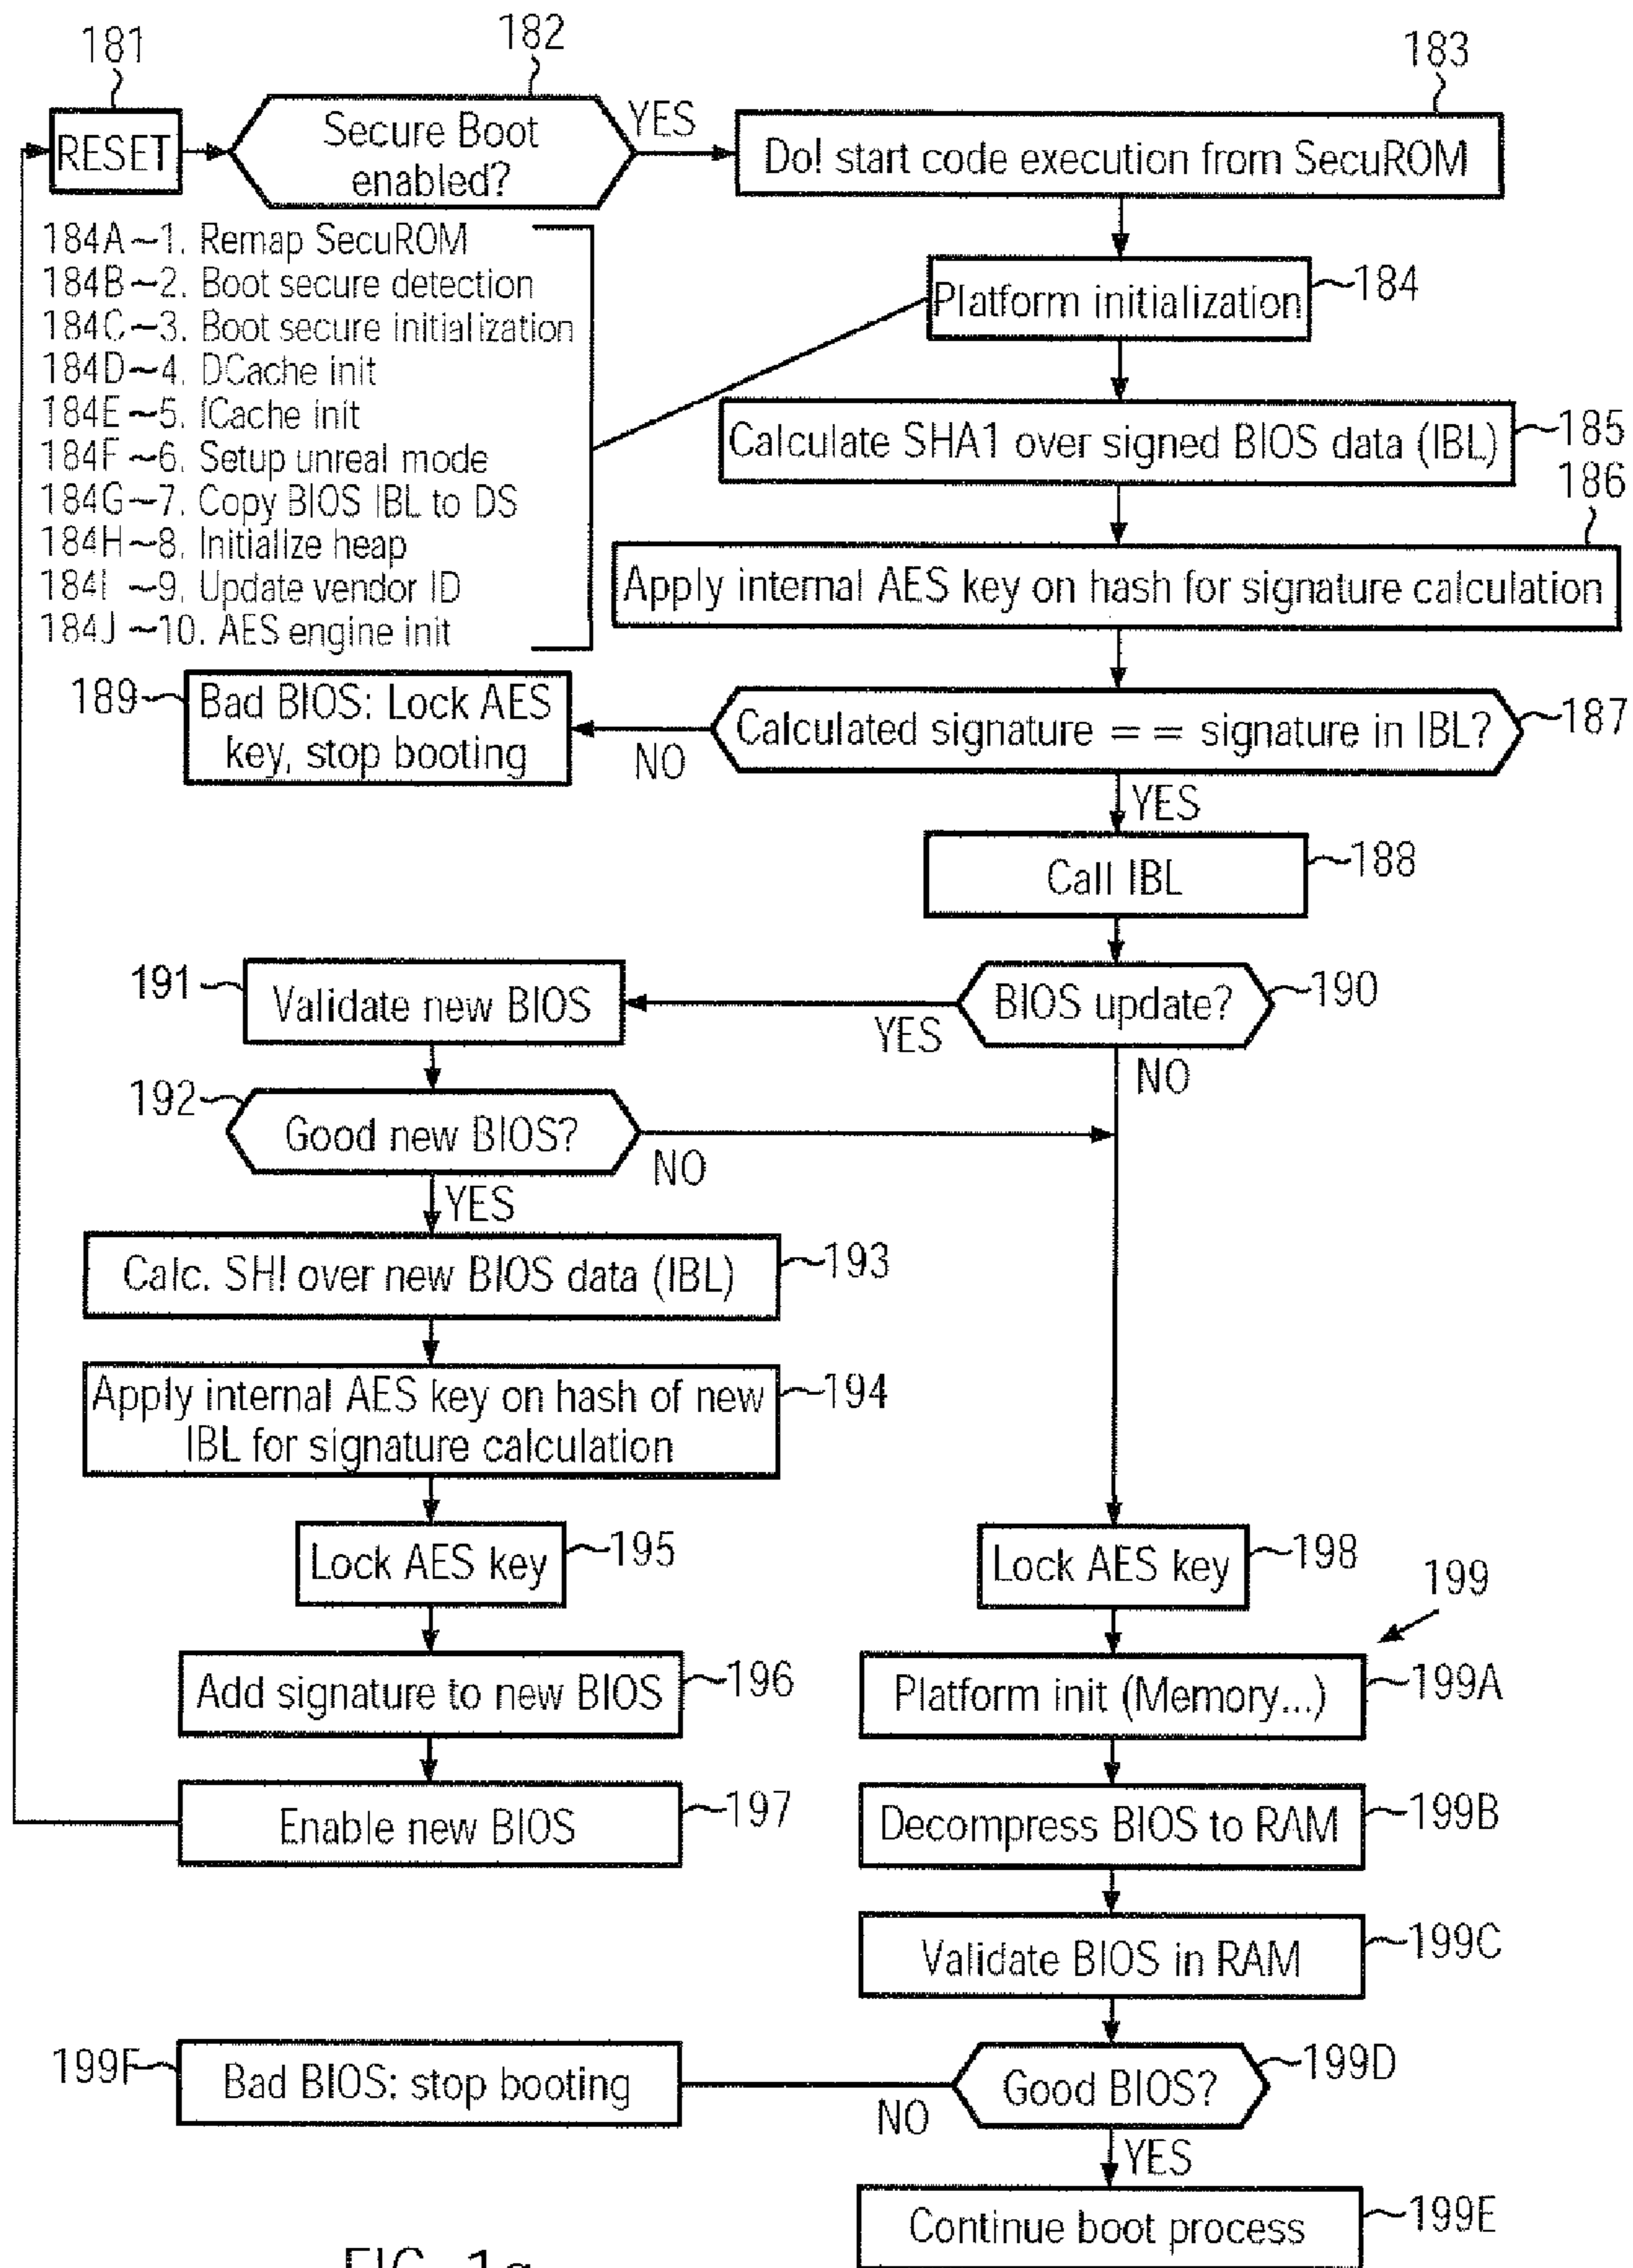 181
182
183
RESET
Secure Boot
enabled?
YES
Do! start code execution from SecuROM
184A~1. Remap SecuROM
184B~2. Boot secure detection
184C~3. Boot secure initialization
184D~4. DCache init
184E~5. ICache init
184F~6. Setup unreal mode
184G~7. Copy BIOS IBL to DS
184H~8. Initialize heap
184I~9. Update vendor ID
184J~10. AES engine init
Platform initialization
184
Calculate SHA1 over signed BIOS data (IBL)
185
186
Apply internal AES key on hash for signature calculation
189
Bad BIOS: Lock AES
key, stop booting
NO
Calculated signature == signature in IBL?
187
YES
Call IBL
188
191
Validate new BIOS
YES
BIOS update?
190
NO
192
Good new BIOS?
NO
YES
Calc. SH! over new BIOS data (IBL)
193
Apply internal AES key on hash of new
IBL for signature calculation
194
Lock AES key
195
Lock AES key
198
199
Add signature to new BIOS
196
Platform init (Memory...)
199A
Enable new BIOS
197
Decompress BIOS to RAM
199B
Validate BIOS in RAM
199C
199F
Bad BIOS: stop booting
NO
Good BIOS?
199D
YES
Continue boot process
199E
FIG. 1g